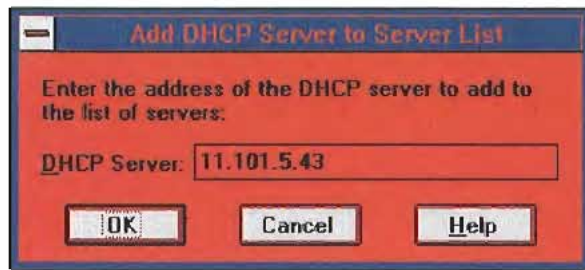 Add DHCP Server to Server List
Enter the address of the DHCP server to add to
the list of servers:
DHCP Server: 11.101.5.43
OK Cancel Help